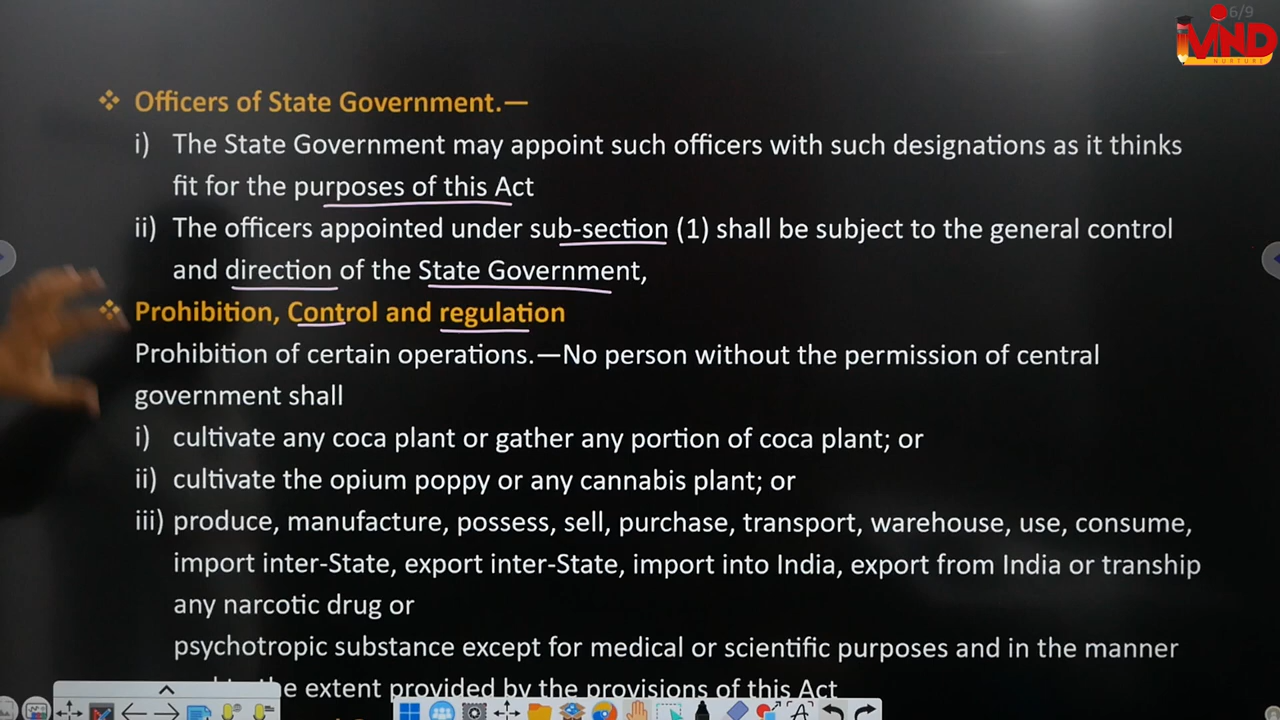 6/9
MIND
NURTURE
❖ Officers of State Government.—
i) The State Government may appoint such officers with such designations as it thinks
fit for the purposes of this Act
ii) The officers appointed under sub-section (1) shall be subject to the general control
and direction of the State Government,
❖ Prohibition, Control and regulation
Prohibition of certain operations.—No person without the permission of central
government shall
i) cultivate any coca plant or gather any portion of coca plant; or
ii) cultivate the opium poppy or any cannabis plant; or
iii) produce, manufacture, possess, sell, purchase, transport, warehouse, use, consume,
import inter-State, export inter-State, import into India, export from India or tranship
any narcotic drug or
psychotropic substance except for medical or scientific purposes and in the manner
extent provided by the provisions of this Act